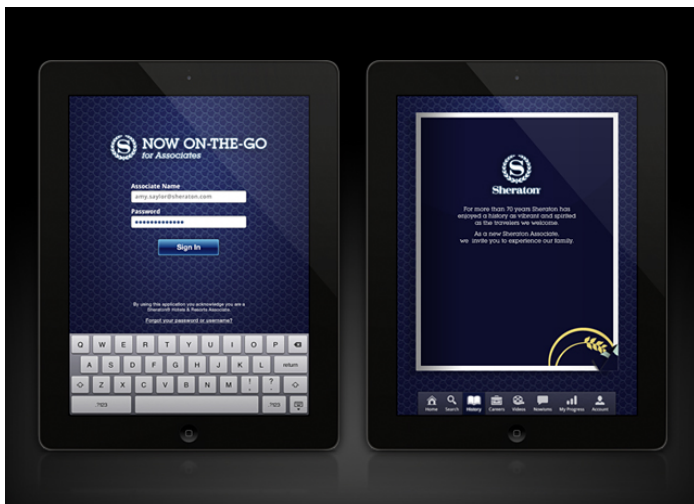 NOW ON-THE-GO
for Associates
Associate Name
amy.saylor@sheraton.com
Password
Sign In
By using this application you acknowledge you are a
Sheraton® Hotels & Resorts Associate.
Forgot your password or username?
Q W E R T Y U I O P
A S D F G H J K L return
Z X C V B N M ! , ? .
.?123 .?123
S
Sheraton
For more than 70 years Sheraton has
enjoyed a history as vibrant and spirited
as the travelers we welcome.
As a new Sheraton Associate,
we invite you to experience our family.
Home Search History Careers Videos My Progress Account